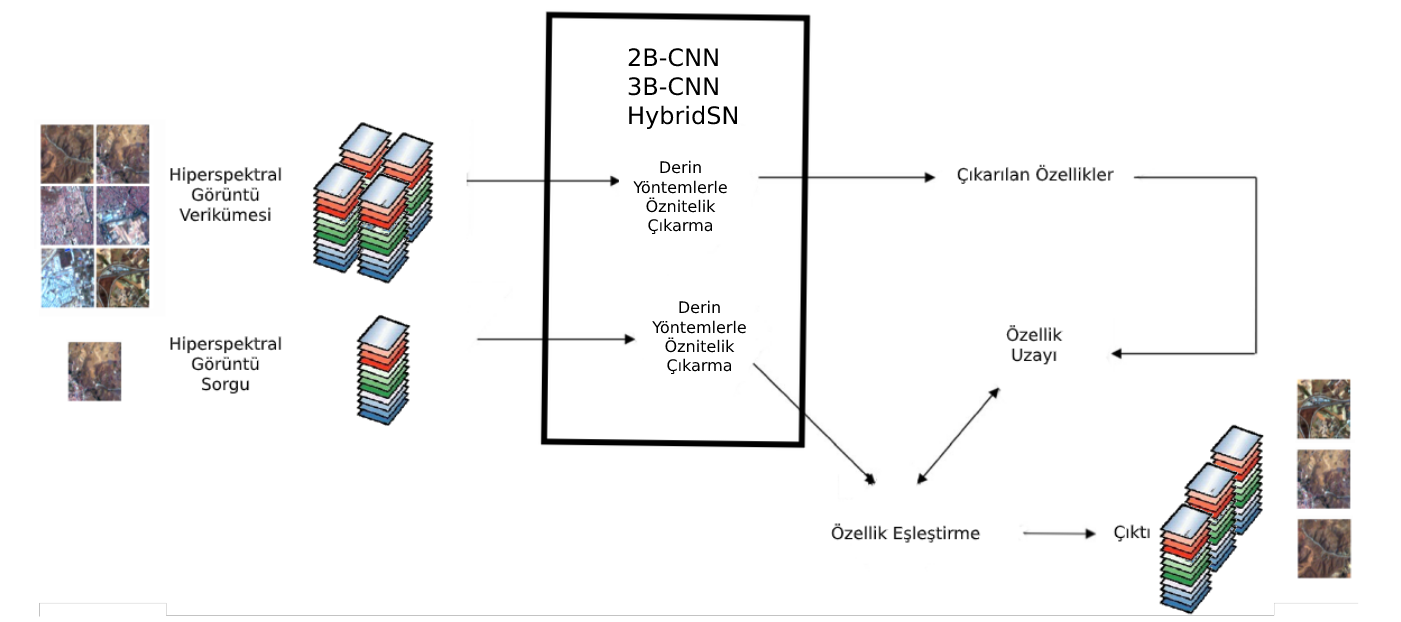 2B-CNN
3B-CNN
HybridSN
Hiperspektral
Görüntü
Verikümesi
Derin
Yöntemlerle
Öznitelik
Çıkarma
Çıkarılan Özellikler
Hiperspektral
Görüntü
Sorgu
Derin
Yöntemlerle
Öznitelik
Çıkarma
Özellik
Uzayı
Özellik Eşleştirme
Çıktı